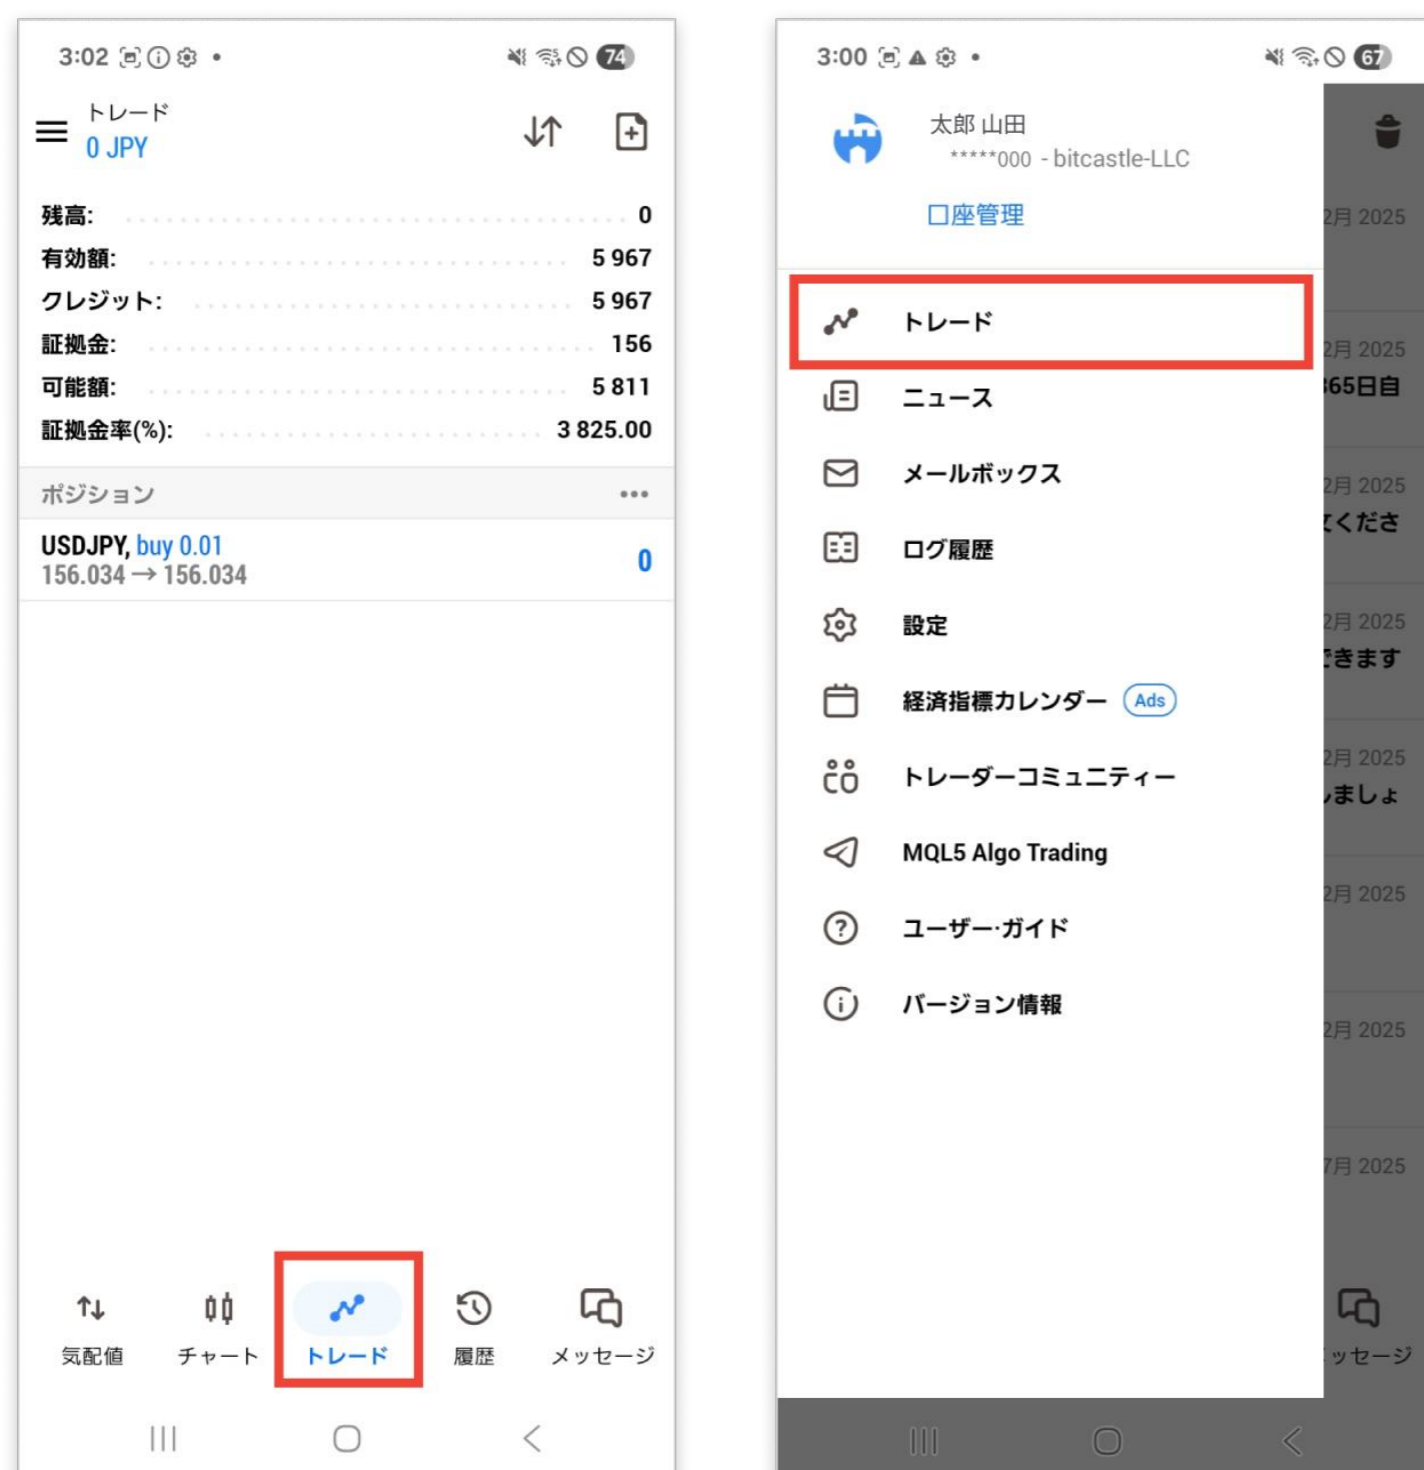 3:02
74
トレード
0 JPY
残高: 0
有効額: 5 967
クレジット: 5 967
証拠金: 156
可能額: 5 811
証拠金率(%): 3 825.00
ポジション
USDJPY, buy 0.01
156.034 → 156.034
0
気配値
チャート
トレード
履歴
メッセージ
3:00
67
太郎 山田
*****000 - bitcastle-LLC
口座管理
トレード
ニュース
メールボックス
ログ履歴
設定
経済指標カレンダー Ads
トレーダーコミュニティー
MQL5 Algo Trading
ユーザー·ガイド
バージョン情報
2月 2025
2月 2025
365日自
2月 2025
てくださ
2月 2025
できます
2月 2025
しましょ
2月 2025
2月 2025
7月 2025
ッセージ